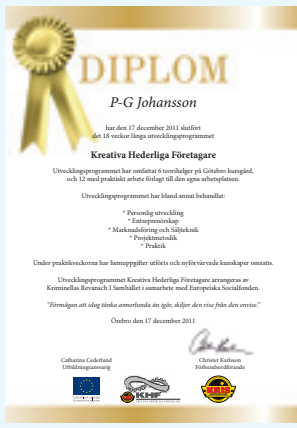 DIPLOM
P-G Johansson
har den 17 december 2011 slutfört
det 18 veckor långa utvecklingsprogrammet
Kreativa Hederliga Företagare
Utvecklingsprogrammet har omfattat 6 teorihelger på Götebro kursgård,
och 12 med praktiskt arbete förlagt till den egna arbetsplatsen.
Utvecklingsprogrammet har bland annat behandlat:
* Personlig utveckling
* Entreprenörskap
* Marknadsföring och Säljteknik
* Projektmetodik
* Praktik
Under praktikveckorna har hemuppgifter utförts och nyförvärvade kunskaper omsatts.
Utvecklingsprogrammet Kreativa Hederliga Företagare arrangeras av
Kriminellas Revansch I Samhället i samarbete med Europeiska Socialfonden.
"Förmågan att idag tänka annorlunda än igår, skiljer den vise från den envise."
Örebro den 17 december 2011
Catharina Cederlund
Utbildningsansvarig
Christer Karlsson
Förbundsordförande
KHF
KRIS